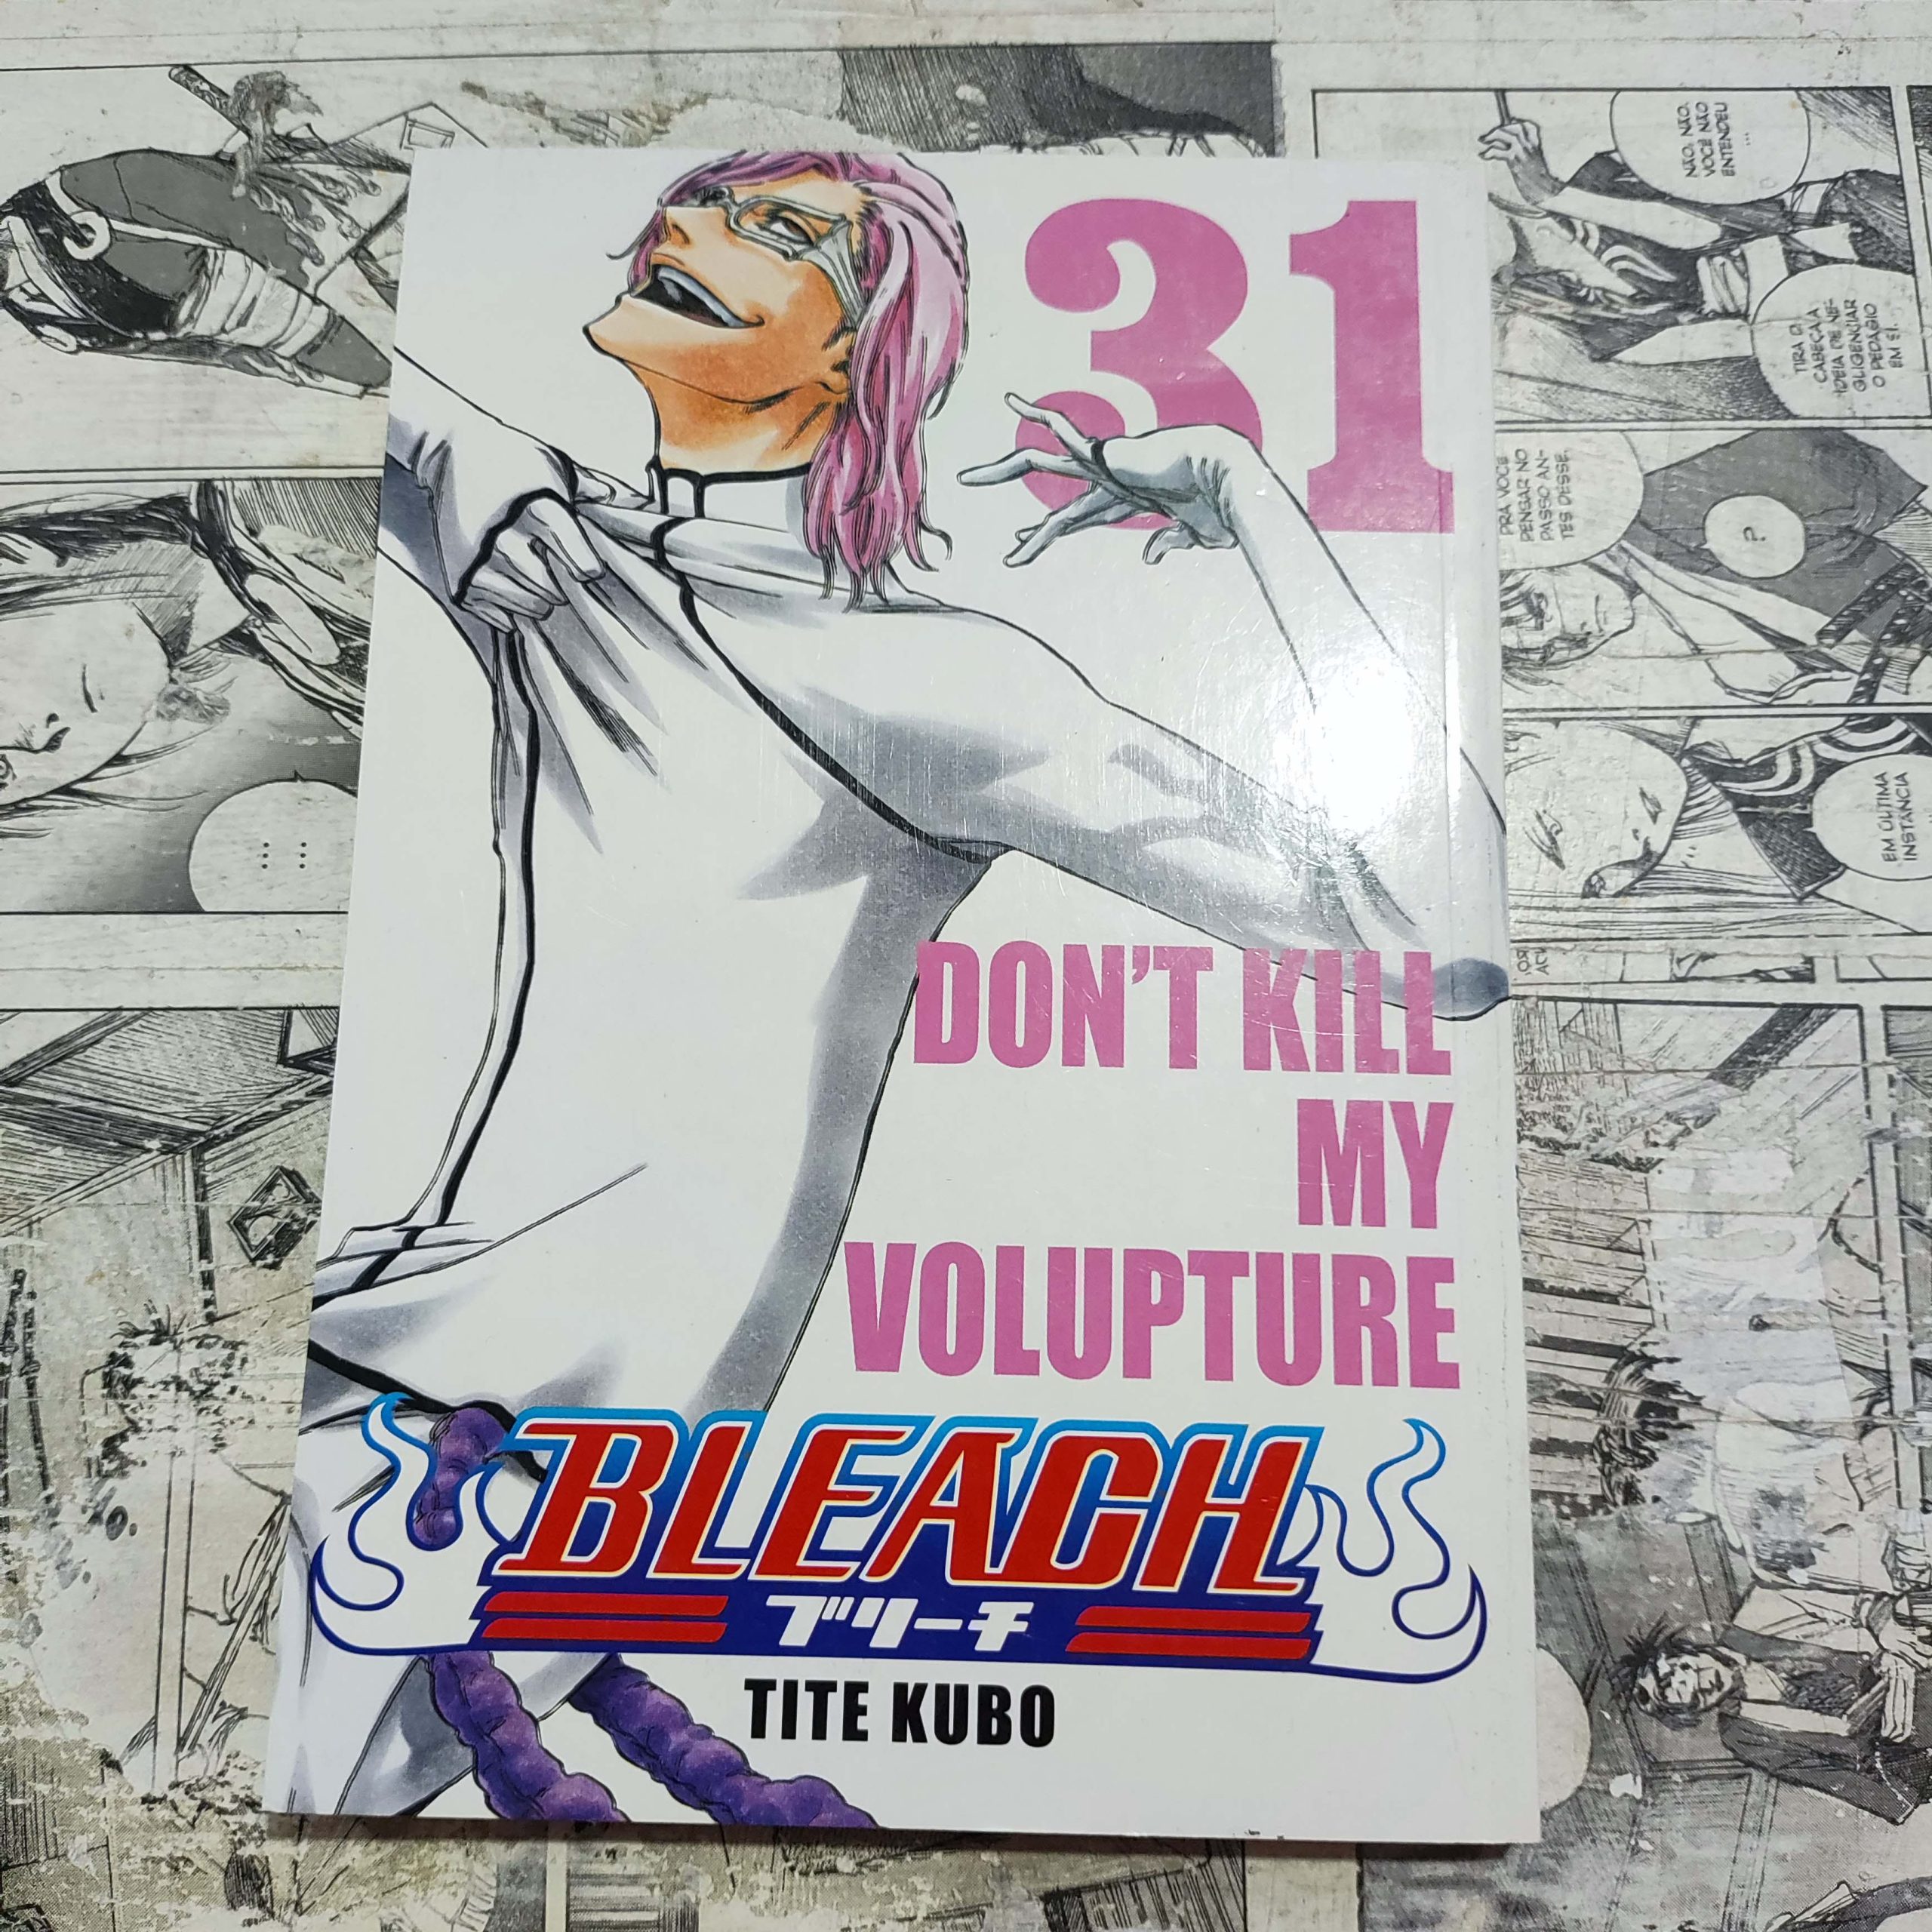 31
DON'T KILL
MY
VOLUPTURE
BLEACH
ブリーチ
TITE KUBO
NÃO, NÃO.
VOCÊ NÃO
ENTENDEU
...
TIRA DA
CABEÇA A
IDEIA DE NE-
GLIGENCIAR
O PEDÁGIO
EM SI.
PRA VOCÊ
PENSAR NO
PASSO AN-
TES DESSE.
?
EM ÚLTIMA
INSTÂNCIA
... ...